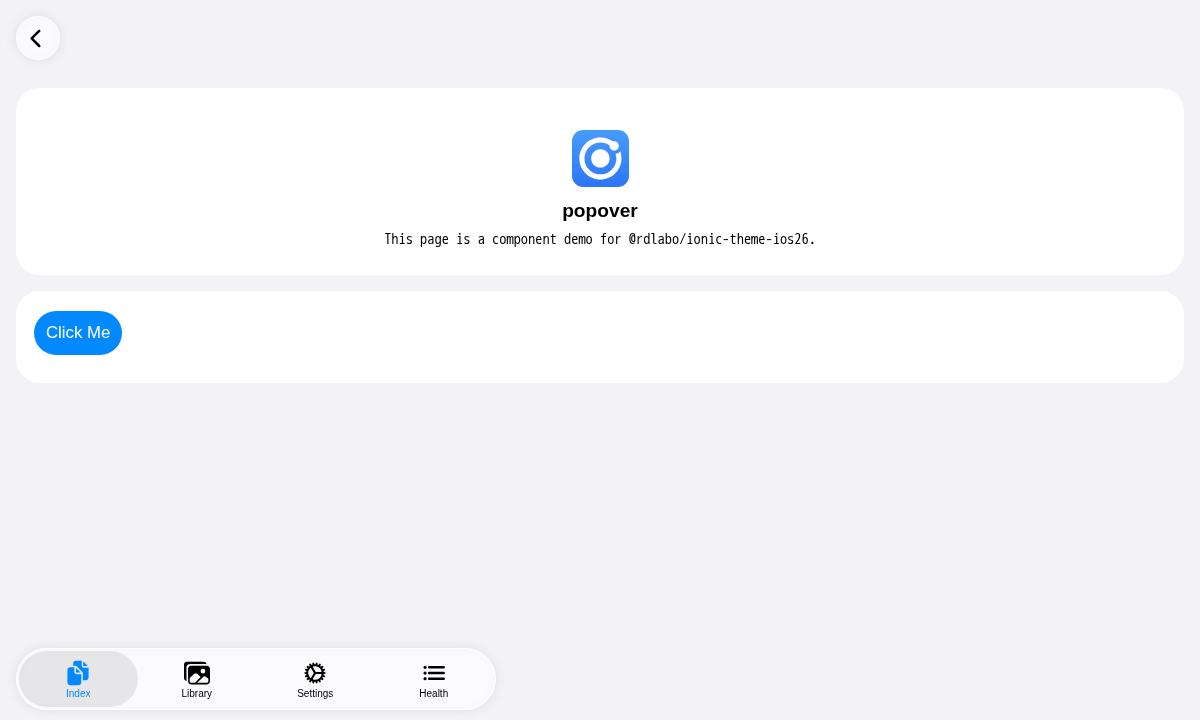 popover
This page is a component demo for @rdlabo/ionic-theme-ios26.
Click Me
Index
Library
Settings
Health